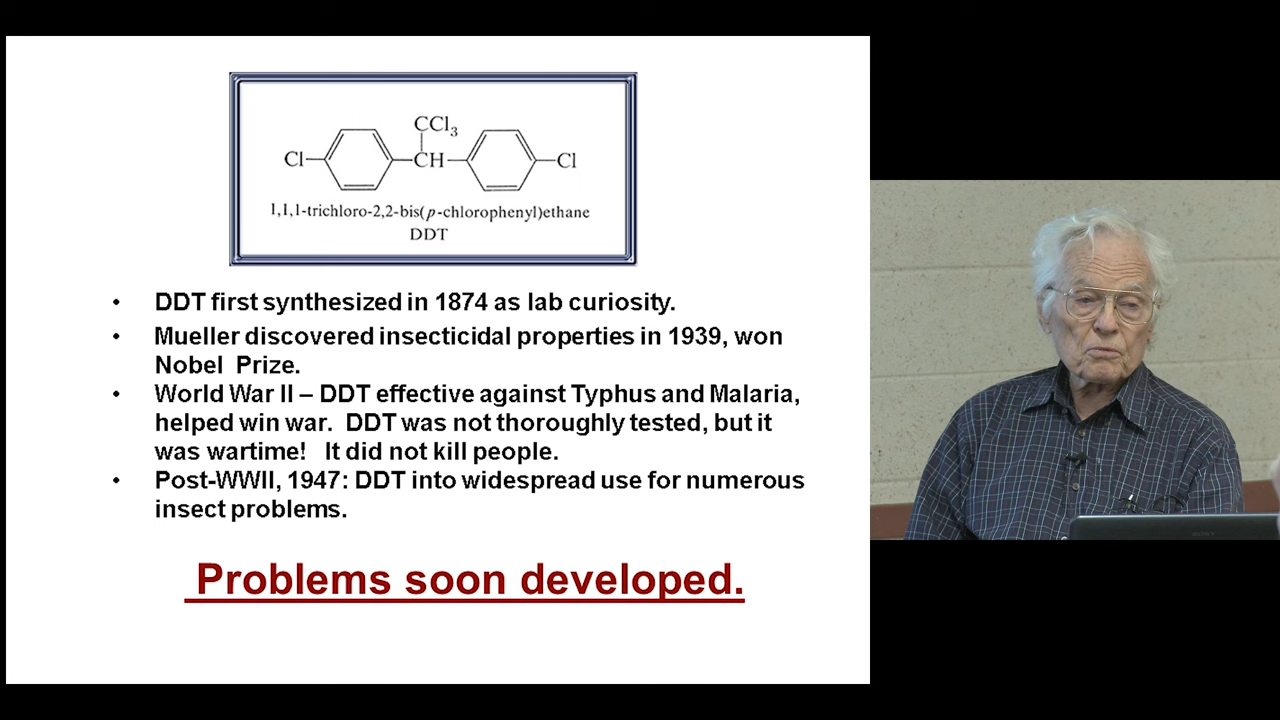 CCl3
Cl CH Cl
1,1,1-trichloro-2,2-bis(p-chlorophenyl)ethane
DDT
• DDT first synthesized in 1874 as lab curiosity.
• Mueller discovered insecticidal properties in 1939, won
Nobel Prize.
• World War II – DDT effective against Typhus and Malaria,
helped win war. DDT was not thoroughly tested, but it
was wartime! It did not kill people.
• Post-WWII, 1947: DDT into widespread use for numerous
insect problems.
Problems soon developed.
SONY